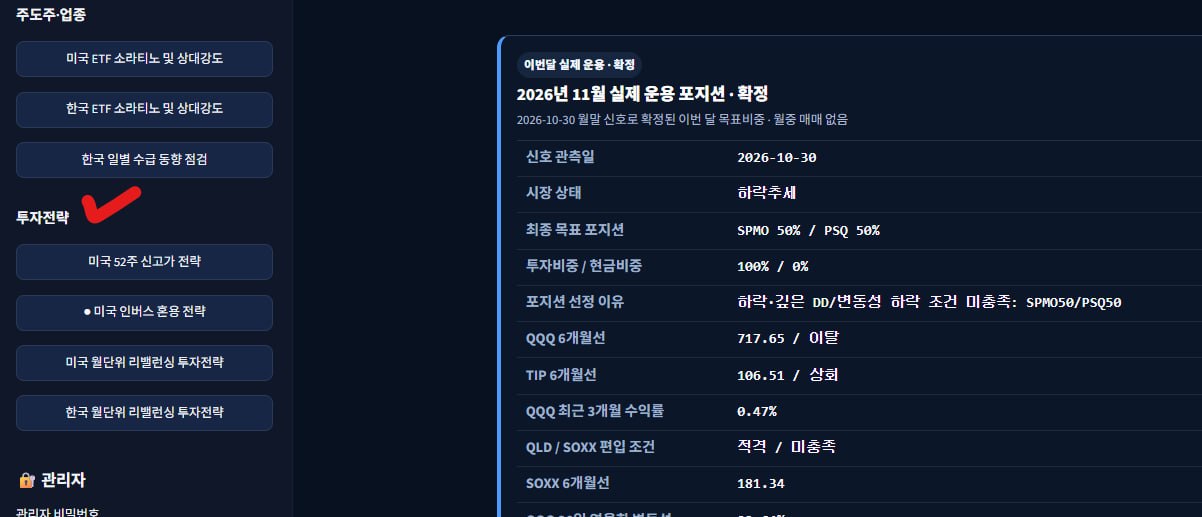 주도주·업종
미국 ETF 소라티노 및 상대강도
한국 ETF 소라티노 및 상대강도
한국 일별 수급 동향 점검
투자전략
미국 52주 신고가 전략
● 미국 인버스 혼용 전략
미국 월단위 리밸런싱 투자전략
한국 월단위 리밸런싱 투자전략
🔐 관리자
관리자 비밀번호
이번달 실제 운용 · 확정
2026년 11월 실제 운용 포지션 · 확정
2026-10-30 월말 신호로 확정된 이번 달 목표비중 · 월중 매매 없음
신호 관측일 2026-10-30
시장 상태 하락추세
최종 목표 포지션 SPMO 50% / PSQ 50%
투자비중 / 현금비중 100% / 0%
포지션 선정 이유 하락·깊은 DD/변동성 하락 조건 미충족: SPMO50/PSQ50
QQQ 6개월선 717.65 / 이탈
TIP 6개월선 106.51 / 상회
QQQ 최근 3개월 수익률 0.47%
QLD / SOXX 편입 조건 적격 / 미충족
SOXX 6개월선 181.34